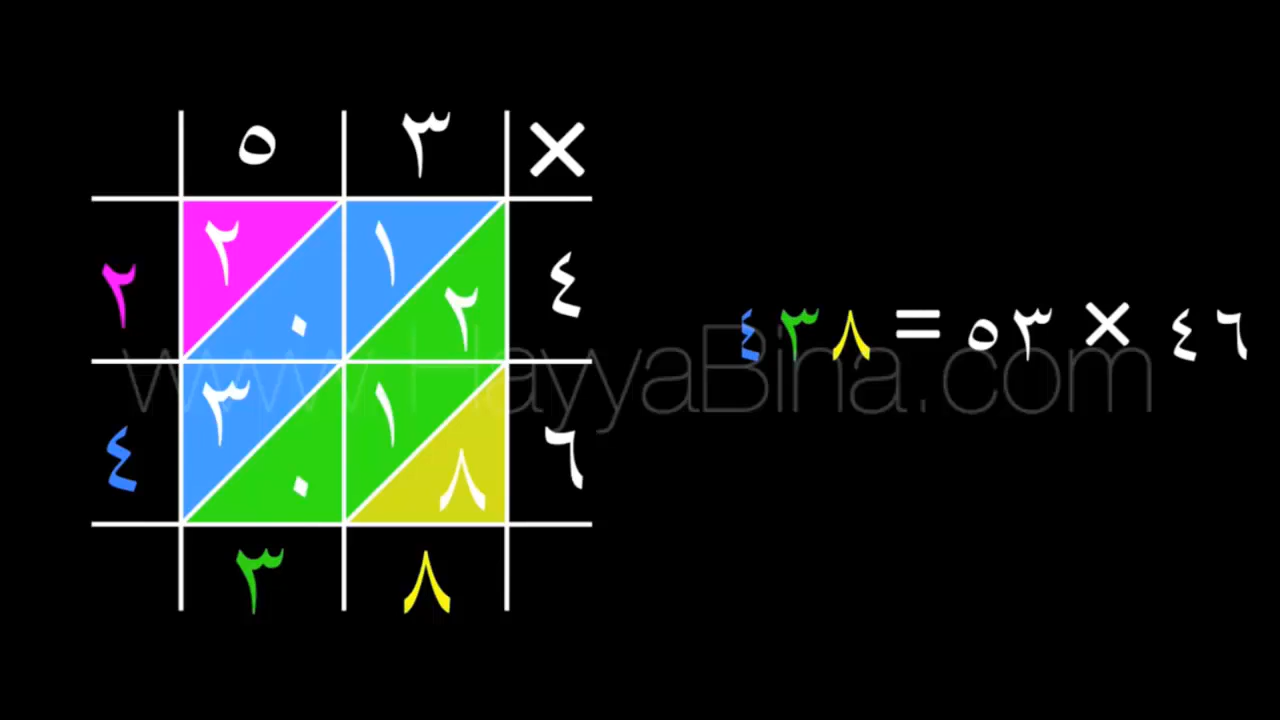 ٥ ٣ ×
٢ ٢ ٠ ١ ٢ ٤
٤ ٣ ٠ ١ ٨ ٦
٣ ٨
٤٣٨ = ٥٣ × ٤٦
www.HayyaBina.com